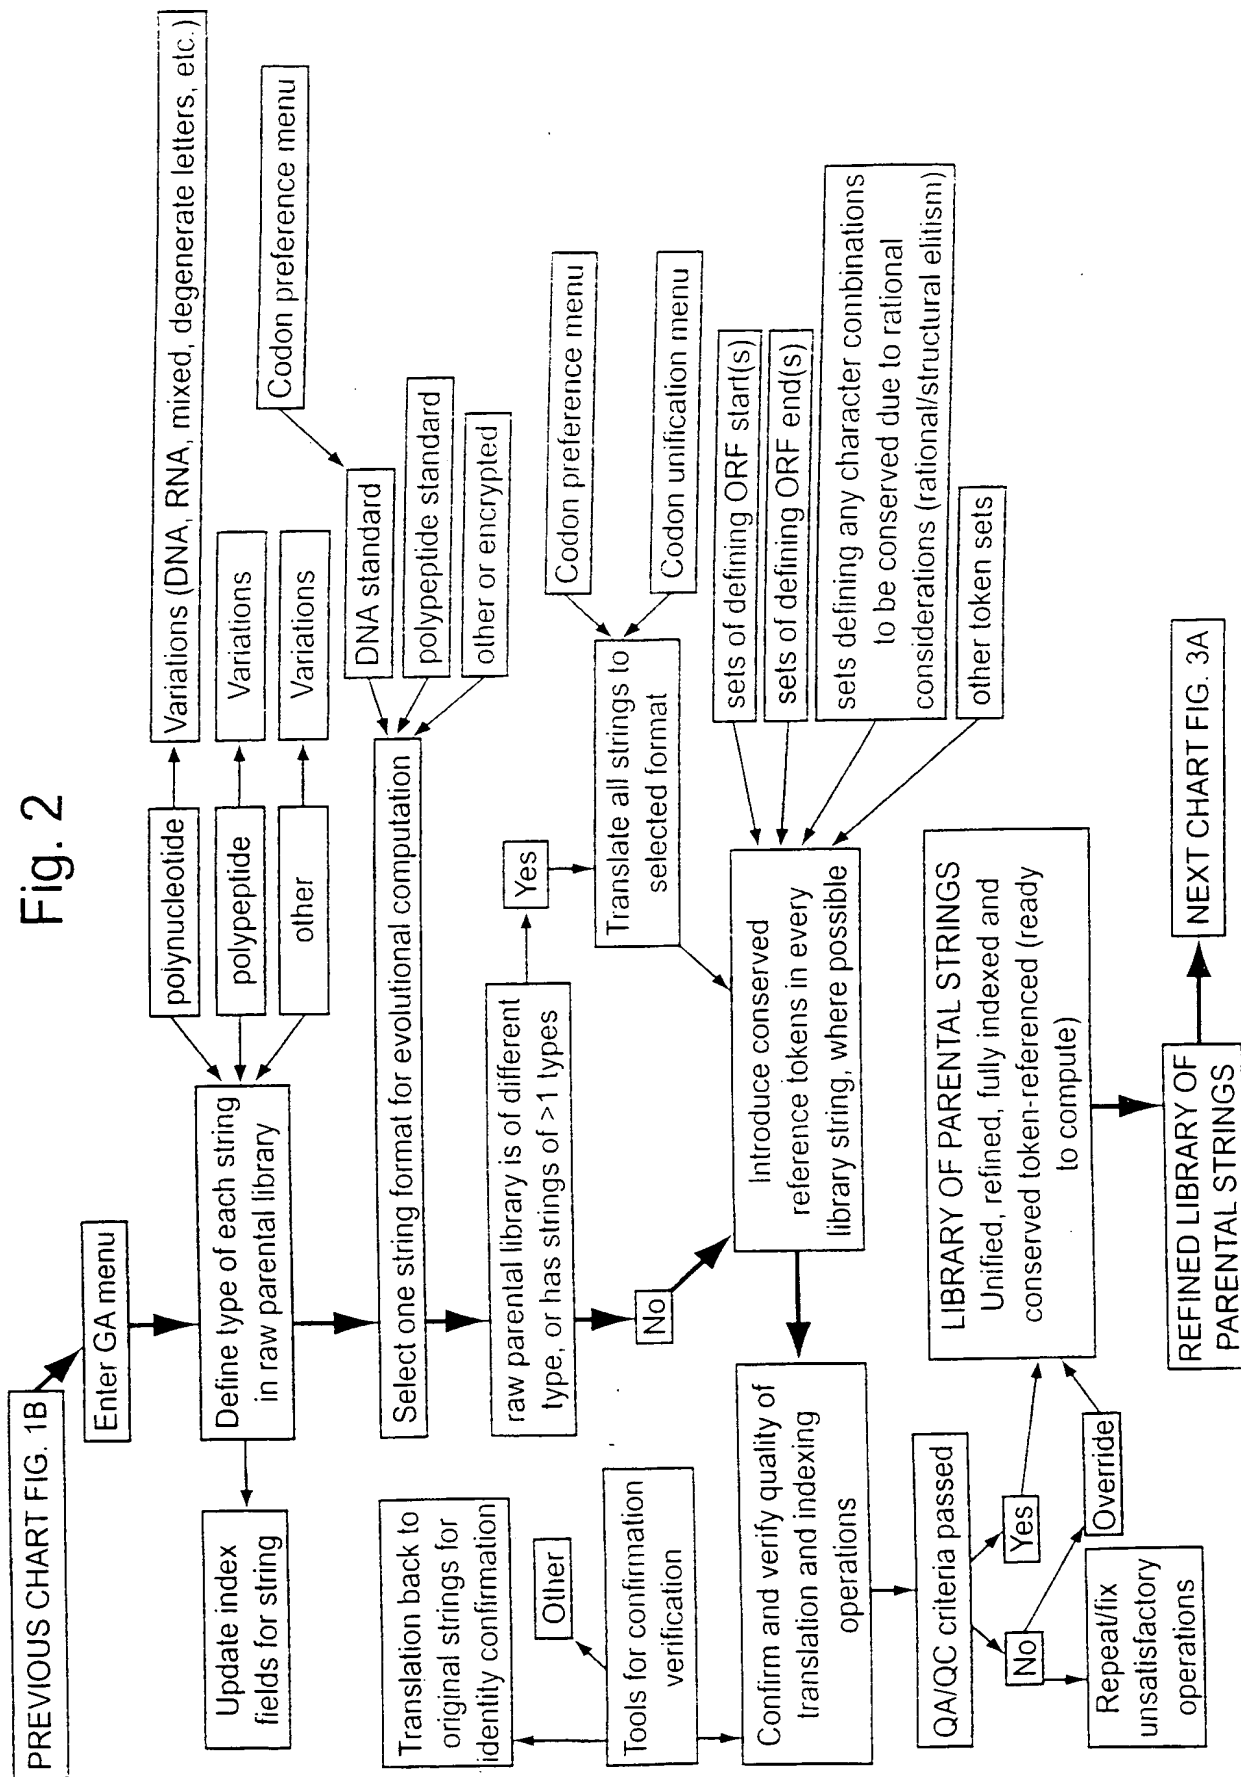 Fig. 2
PREVIOUS CHART FIG. 1B
Enter GA menu
Define type of each string
in raw parental library
Update index
fields for string
polynucleotide
polypeptide
other
Variations (DNA, RNA, mixed, degenerate letters, etc.)
Variations
Variations
Select one string format for evolutional computation
DNA standard
polypeptide standard
other or encrypted
Codon preference menu
raw parental library is of different
type, or has strings of >1 types
Yes
No
Translate all strings to
selected format
Codon preference menu
Codon unification menu
Introduce conserved
reference tokens in every
library string, where possible
sets of defining ORF start(s)
sets of defining ORF end(s)
sets defining any character combinations
to be conserved due to rational
considerations (rational/structural elitism)
other token sets
Translation back to
original strings for
identity confirmation
Other
Tools for confirmation
verification
Confirm and verify quality of
translation and indexing
operations
QA/QC criteria passed
Yes
No
Override
Repeat/fix
unsatisfactory
operations
LIBRARY OF PARENTAL STRINGS
Unified, refined, fully indexed and
conserved token-referenced (ready
to compute)
REFINED LIBRARY OF
PARENTAL STRINGS
NEXT CHART FIG. 3A